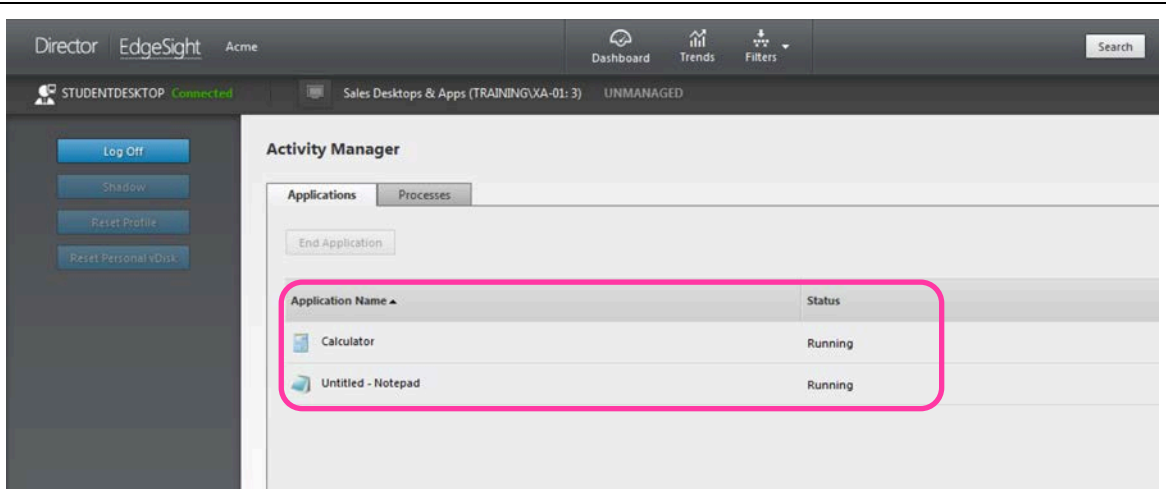 Director EdgeSight Acme Dashboard Trends Filters Search
STUDENTDESKTOP Connected Sales Desktops & Apps (TRAINING\XA-01: 3) UNMANAGED
Log Off
Shadow
Reset Profile
Reset Personal vDisk
Activity Manager
Applications Processes
End Application
Application Name Status
Calculator Running
Untitled - Notepad Running